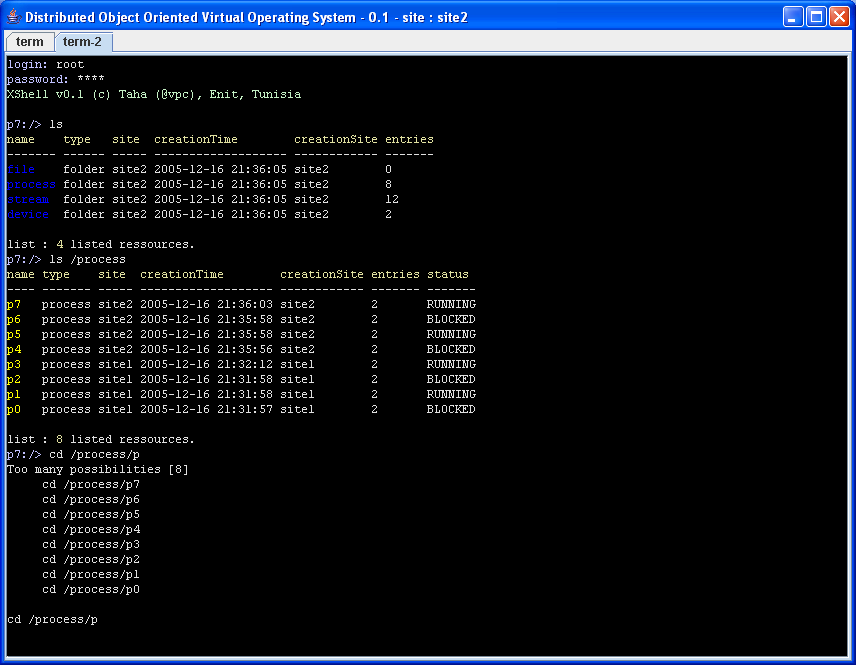 Distributed Object Oriented Virtual Operating System - 0.1 - site : site2
term term-2
login: root
password: ****
XShell v0.1 (c) Taha (@vpc), Enit, Tunisia
p7:/> ls
name    type   site  creationTime        creationSite entries
------- ------ ----- ------------------- ------------ -------
file    folder site2 2005-12-16 21:36:05 site2        0
process folder site2 2005-12-16 21:36:05 site2        8
stream  folder site2 2005-12-16 21:36:05 site2        12
device  folder site2 2005-12-16 21:36:05 site2        2
list : 4 listed ressources.
p7:/> ls /process
name type    site  creationTime        creationSite entries status
---- ------- ----- ------------------- ------------ ------- -------
p7   process site2 2005-12-16 21:36:03 site2        2       RUNNING
p6   process site2 2005-12-16 21:35:58 site2        2       BLOCKED
p5   process site2 2005-12-16 21:35:58 site2        2       RUNNING
p4   process site2 2005-12-16 21:35:56 site2        2       BLOCKED
p3   process site1 2005-12-16 21:32:12 site1        2       RUNNING
p2   process site1 2005-12-16 21:31:58 site1        2       BLOCKED
p1   process site1 2005-12-16 21:31:58 site1        2       RUNNING
p0   process site1 2005-12-16 21:31:57 site1        2       BLOCKED
list : 8 listed ressources.
p7:/> cd /process/p
Too many possibilities [8]
cd /process/p7
cd /process/p6
cd /process/p5
cd /process/p4
cd /process/p3
cd /process/p2
cd /process/p1
cd /process/p0
cd /process/p